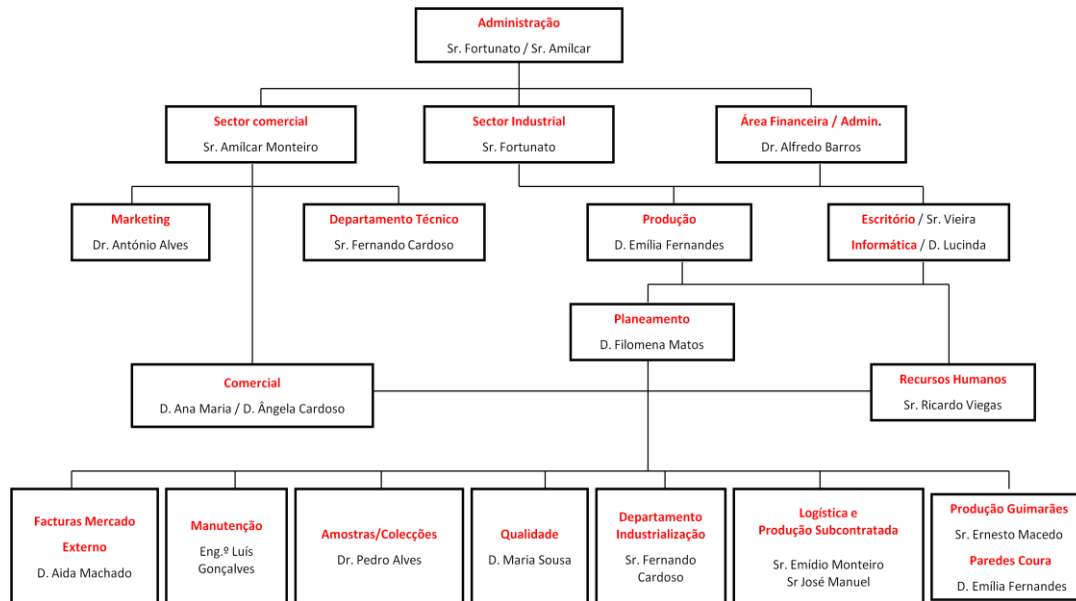 Administração
Sr. Fortunato / Sr. Amílcar
Sector comercial
Sr. Amílcar Monteiro
Sector Industrial
Sr. Fortunato
Área Financeira / Admin.
Dr. Alfredo Barros
Marketing
Dr. António Alves
Departamento Técnico
Sr. Fernando Cardoso
Produção
D. Emília Fernandes
Escritório / Sr. Vieira
Informática / D. Lucinda
Planeamento
D. Filomena Matos
Comercial
D. Ana Maria / D. Ângela Cardoso
Recursos Humanos
Sr. Ricardo Viegas
Facturas Mercado
Externo
D. Aida Machado
Manutenção
Eng.º Luís
Gonçalves
Amostras/Colecções
Dr. Pedro Alves
Qualidade
D. Maria Sousa
Departamento
Industrialização
Sr. Fernando
Cardoso
Logística e
Produção Subcontratada
Sr. Emídio Monteiro
Sr José Manuel
Produção Guimarães
Sr. Ernesto Macedo
Paredes Coura
D. Emília Fernandes